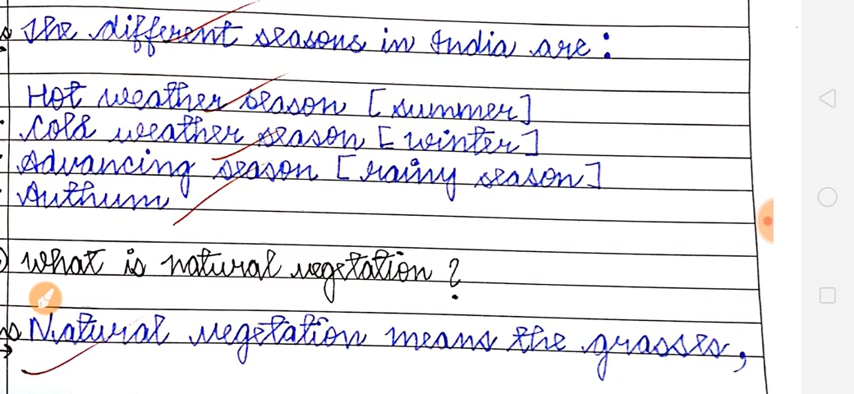 The different seasons in India are:
Hot weather season [summer]
Cold weather season [winter]
Advancing season [rainy season]
Authum
What is natural vegetation?
Natural vegetation means the grasses,